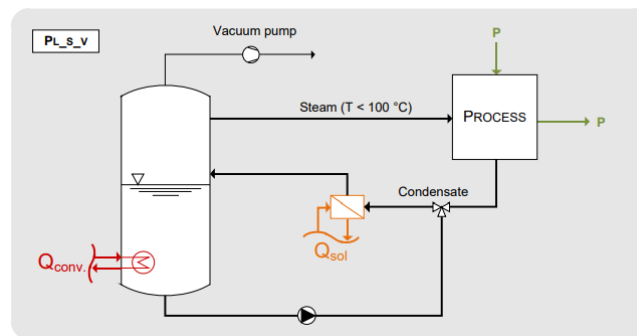 PL_S_V
Vacuum pump
P
Steam (T < 100 °C)
PROCESS
P
Condensate
Qsol
Qconv.